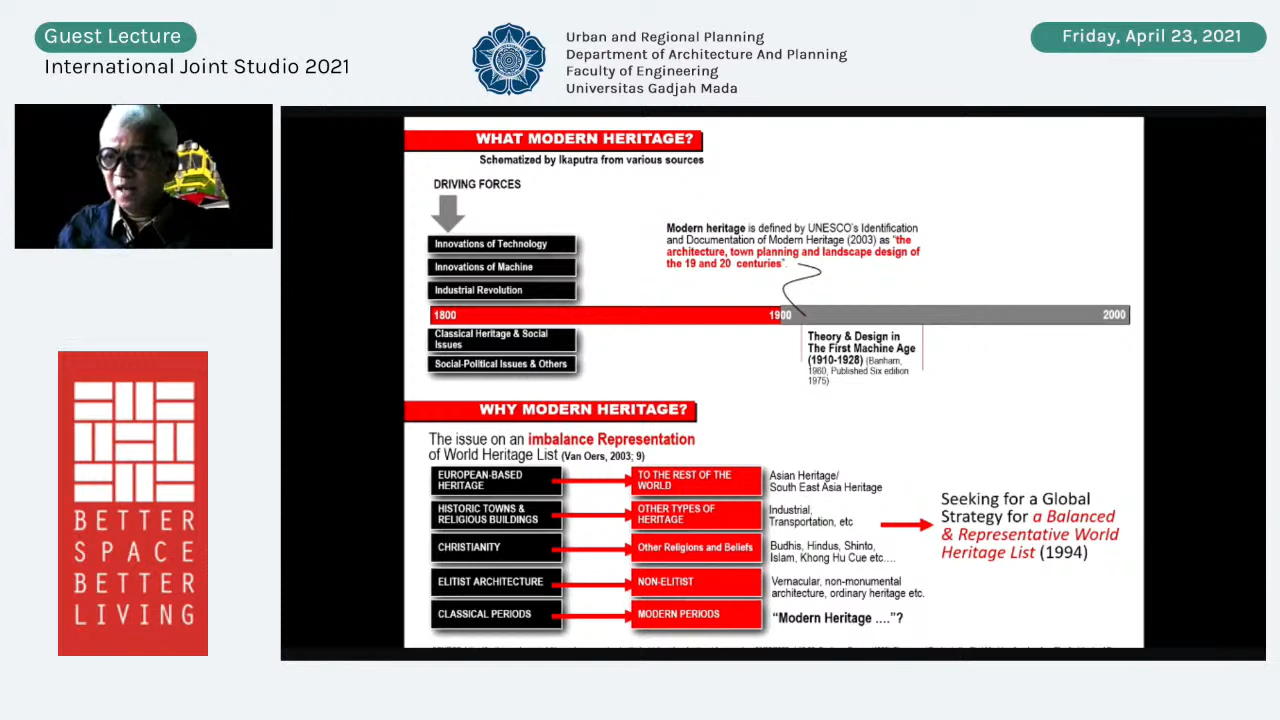 Guest Lecture
International Joint Studio 2021
Urban and Regional Planning
Department of Architecture And Planning
Faculty of Engineering
Universitas Gadjah Mada
Friday, April 23, 2021
WHAT MODERN HERITAGE?
Schematized by Ikaputra from various sources
DRIVING FORCES
Innovations of Technology
Innovations of Machine
Industrial Revolution
Modern heritage is defined by UNESCO's Identification
and Documentation of Modern Heritage (2003) as "the
architecture, town planning and landscape design of
the 19 and 20 centuries".
1800
1900
2000
Classical Heritage & Social
Issues
Social-Political Issues & Others
Theory & Design in
The First Machine Age
(1910-1928) (Banham,
1960, Published Six edition
1975)
WHY MODERN HERITAGE?
The issue on an imbalance Representation
of World Heritage List (Van Oers, 2003; 9)
EUROPEAN-BASED
HERITAGE
TO THE REST OF THE
WORLD
Asian Heritage/
South East Asia Heritage
HISTORIC TOWNS &
RELIGIOUS BUILDINGS
OTHER TYPES OF
HERITAGE
Industrial,
Transportation, etc
CHRISTIANITY
Other Religions and Beliefs
Budhis, Hindus, Shinto,
Islam, Khong Hu Cue etc....
ELITIST ARCHITECTURE
NON-ELITIST
Vernacular, non-monumental
architecture, ordinary heritage etc.
CLASSICAL PERIODS
MODERN PERIODS
"Modern Heritage ...."?
Seeking for a Global
Strategy for a Balanced
& Representative World
Heritage List (1994)
BETTER
SPACE
BETTER
LIVING